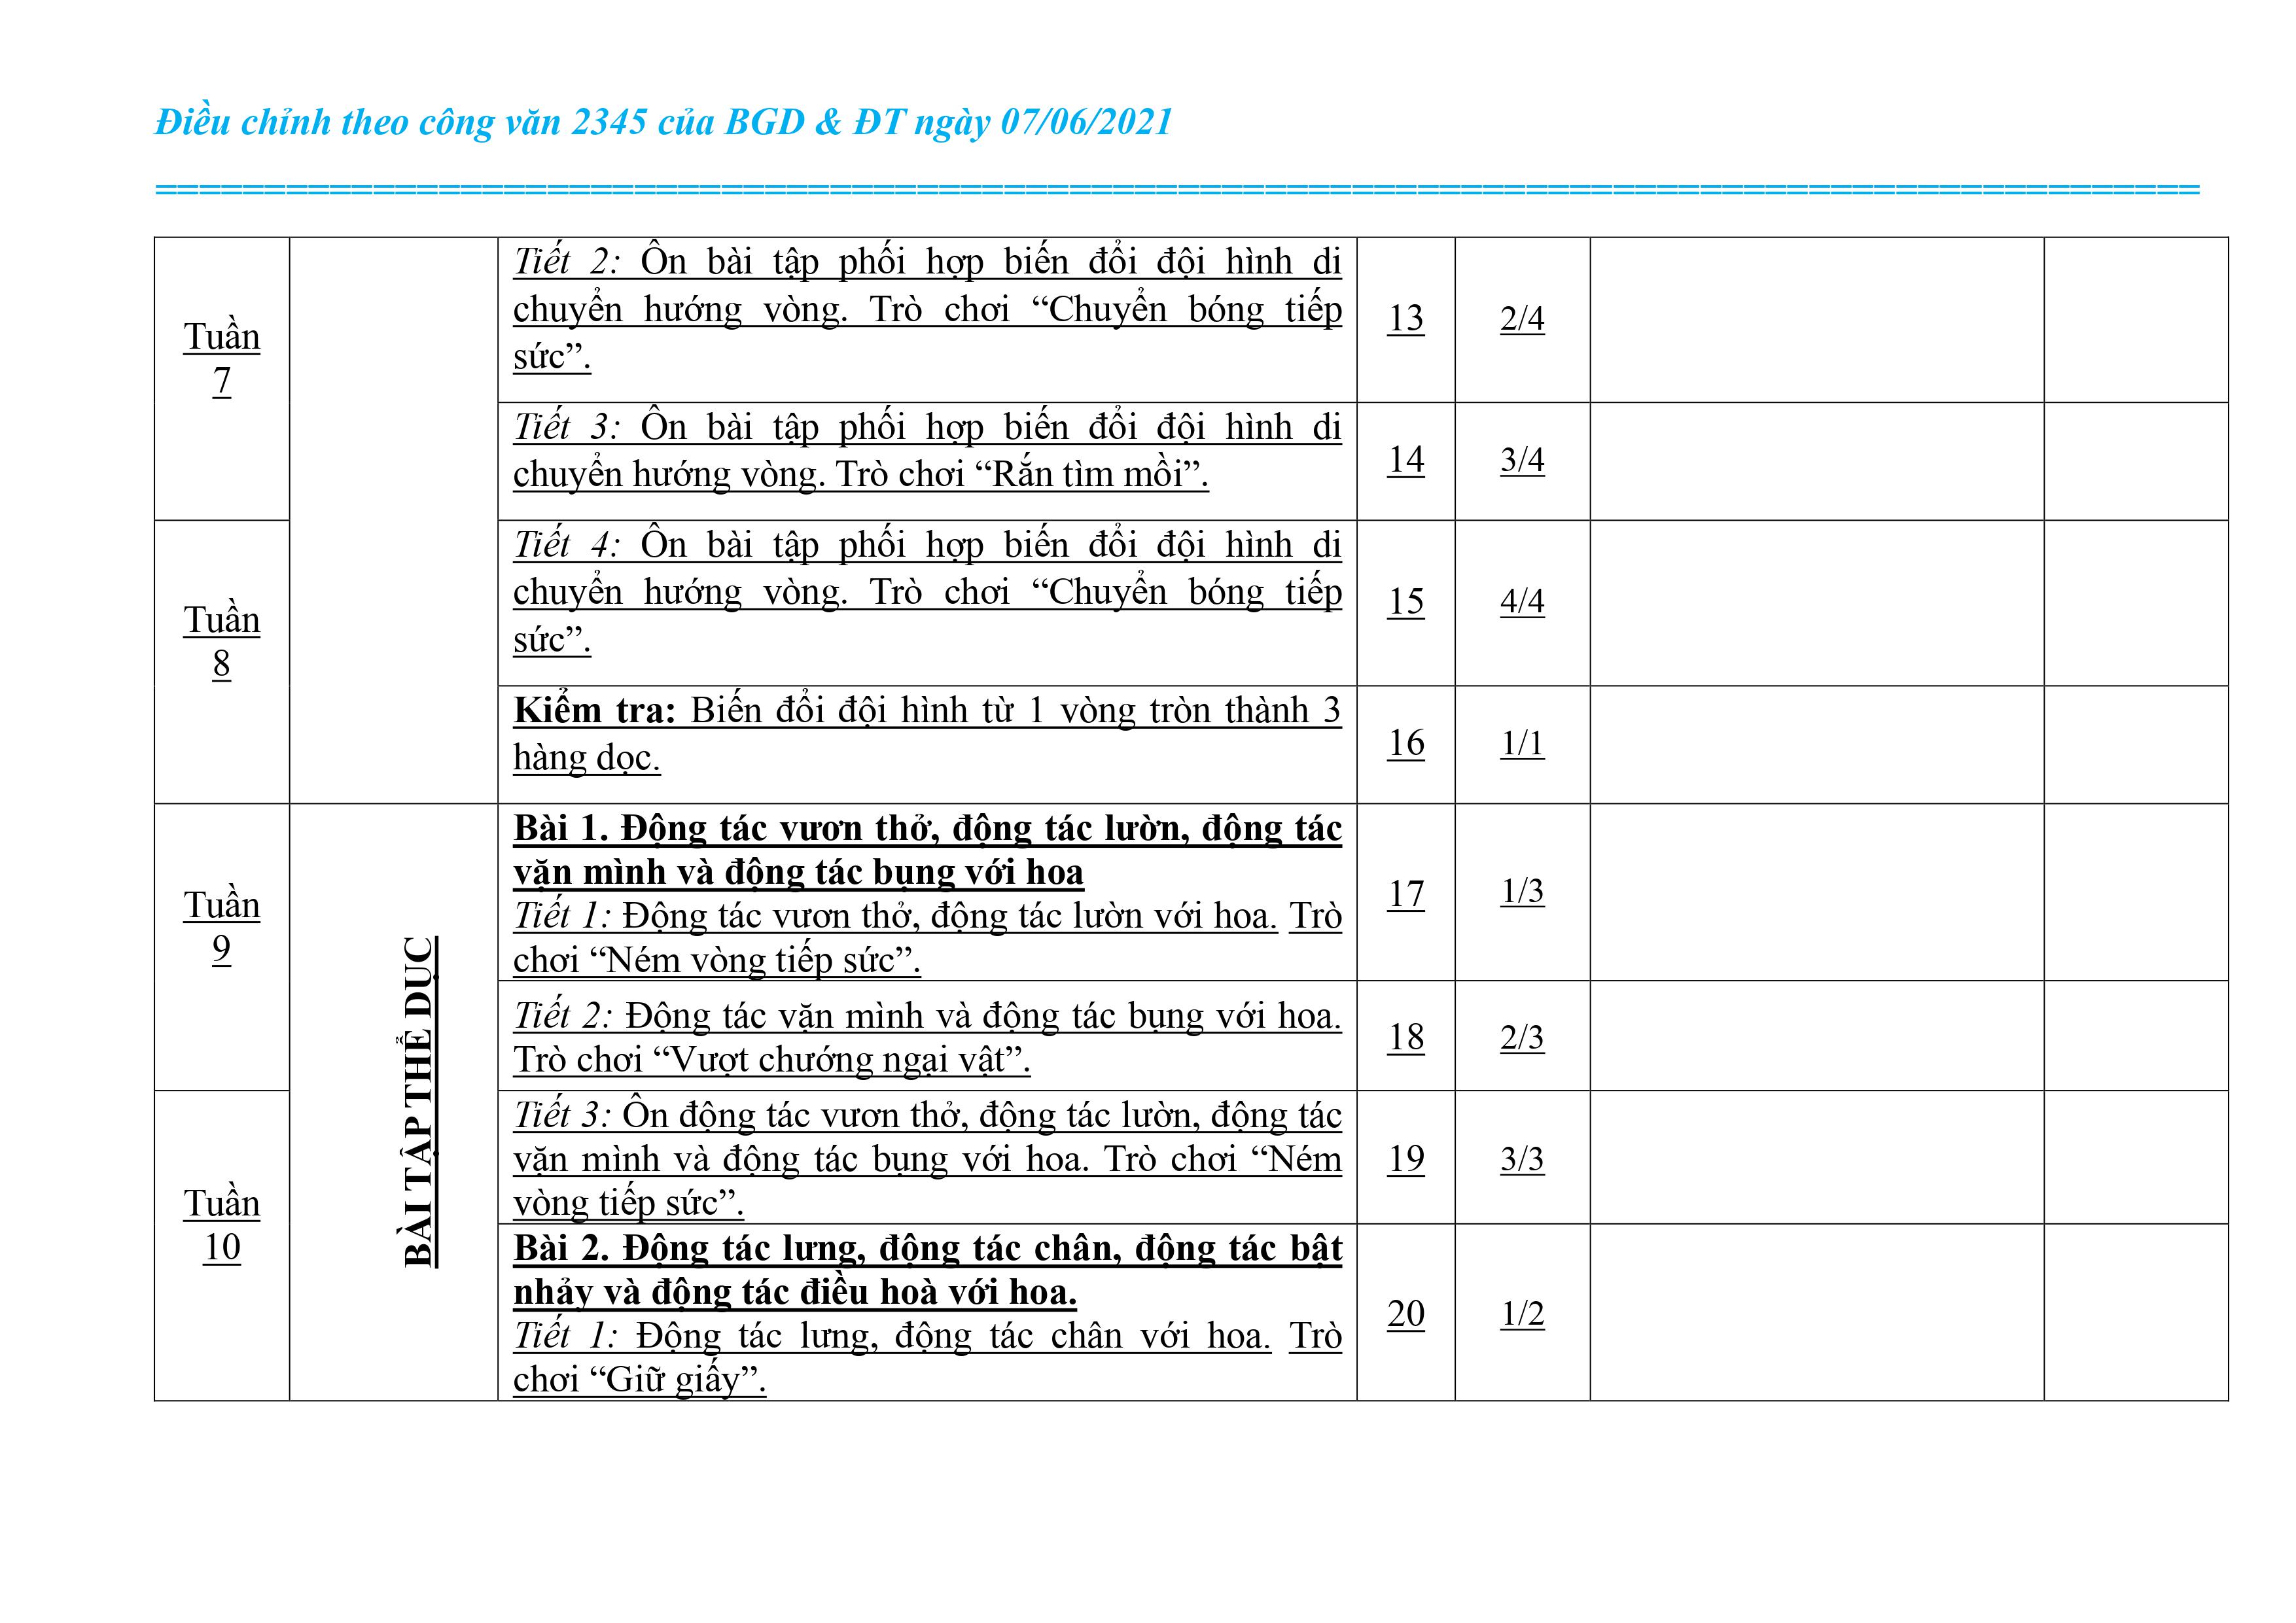 Điều chỉnh theo công văn 2345 của BGD & ĐT ngày 07/06/2021
==============================================================================================
Tuần
7
Tiết 2: Ôn bài tập phối hợp biến đổi đội hình di
chuyển hướng vòng. Trò chơi “Chuyển bóng tiếp
sức”.
13
2/4
Tiết 3: Ôn bài tập phối hợp biến đổi đội hình di
chuyển hướng vòng. Trò chơi “Rắn tìm mồi”.
14
3/4
Tuần
8
Tiết 4: Ôn bài tập phối hợp biến đổi đội hình di
chuyển hướng vòng. Trò chơi “Chuyển bóng tiếp
sức”.
15
4/4
Kiểm tra: Biến đổi đội hình từ 1 vòng tròn thành 3
hàng dọc.
16
1/1
Tuần
9
BÀI TẬP THỂ DỤC
Bài 1. Động tác vươn thở, động tác lườn, động tác
vặn mình và động tác bụng với hoa
Tiết 1: Động tác vươn thở, động tác lườn với hoa. Trò
chơi “Ném vòng tiếp sức”.
17
1/3
Tiết 2: Động tác vặn mình và động tác bụng với hoa.
Trò chơi “Vượt chướng ngại vật”.
18
2/3
Tuần
10
Tiết 3: Ôn động tác vươn thở, động tác lườn, động tác
vặn mình và động tác bụng với hoa. Trò chơi “Ném
vòng tiếp sức”.
19
3/3
Bài 2. Động tác lưng, động tác chân, động tác bật
nhảy và động tác điều hoà với hoa.
Tiết 1: Động tác lưng, động tác chân với hoa. Trò
chơi “Giữ giấy”.
20
1/2